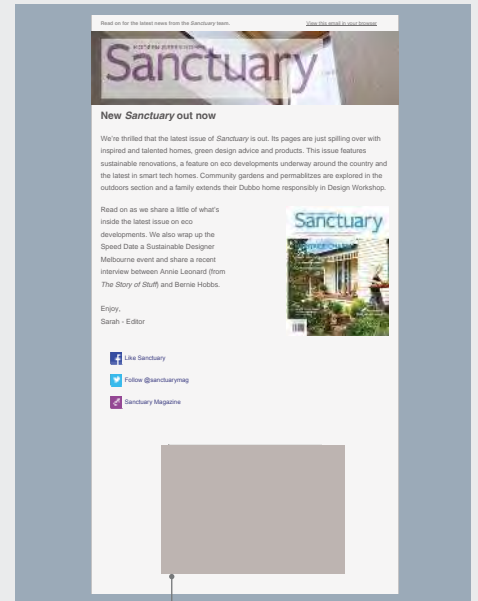 Read on for the latest news from the Sanctuary team.
View this email in your browser
Sanctuary
New Sanctuary out now
We're thrilled that the latest issue of Sanctuary is out. Its pages are just spilling over with
inspired and talented homes, green design advice and products. This issue features
sustainable renovations, a feature on eco developments underway around the country and
the latest in smart tech homes. Community gardens and permablitzes are explored in the
outdoors section and a family extends their Dubbo home responsibly in Design Workshop.
Read on as we share a little of what's
inside the latest issue on eco
developments. We also wrap up the
Speed Date a Sustainable Designer
Melbourne event and share a recent
interview between Annie Leonard (from
The Story of Stuff) and Bernie Hobbs.
Sanctuary
Enjoy,
Sarah - Editor
Like Sanctuary
Follow @sanctuarymag
Sanctuary Magazine